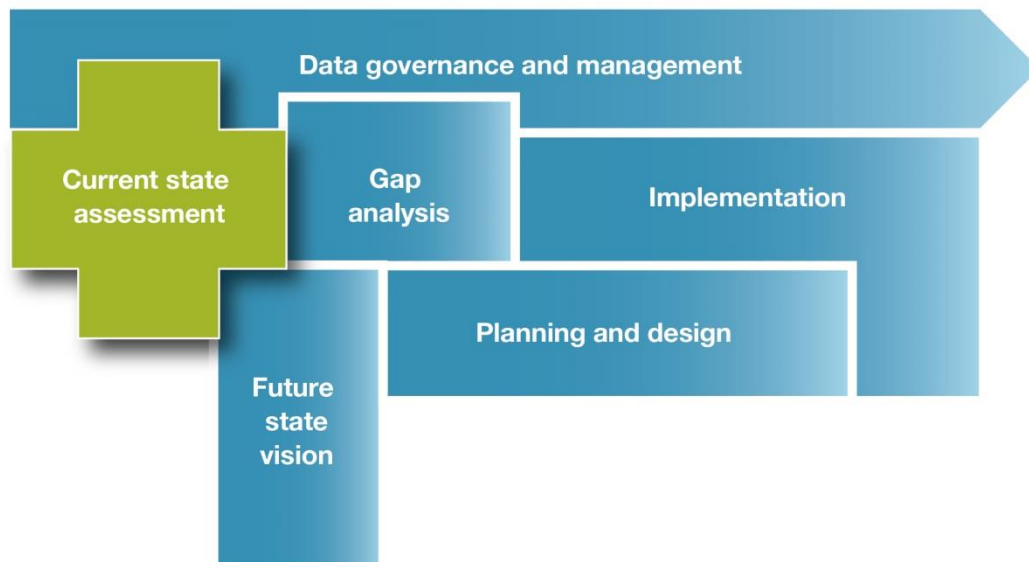 Data governance and management
Current state
assessment
Gap
analysis
Implementation
Planning and design
Future
state
vision